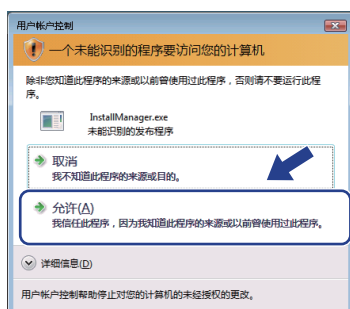 用户帐户控制
一个未能识别的程序要访问您的计算机
除非您知道此程序的来源或以前曾使用过此程序，否则请不要运行此程
序。
InstallManager.exe
未能识别的发布程序
取消
我不知道此程序的来源或目的。
允许(A)
我信任此程序，因为我知道此程序的来源或以前曾使用过此程序。
详细信息(D)
用户帐户控制帮助停止对您的计算机的未经授权的更改。